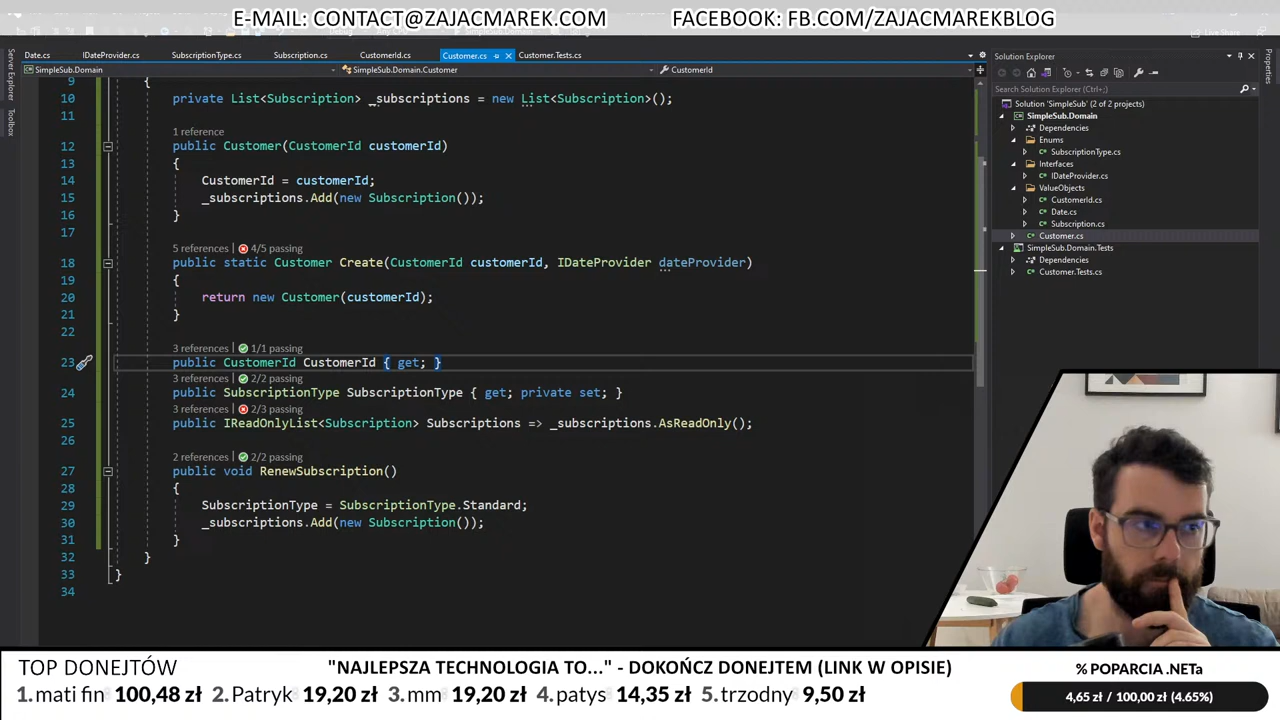 E-MAIL: CONTACT@ZAJACMAREK.COM FACEBOOK: FB.COM/ZAJACMAREKBLOG
Live Share
Date.cs IDateProvider.cs SubscriptionType.cs Subscription.cs CustomerId.cs Customer.cs Customer.Tests.cs
SimpleSub.Domain SimpleSub.Domain.Customer CustomerId
Server Explorer
Toolbox
9 {
10 private List<Subscription> _subscriptions = new List<Subscription>();
11
1 reference
12 public Customer(CustomerId customerId)
13 {
14 CustomerId = customerId;
15 _subscriptions.Add(new Subscription());
16 }
17
5 references | 4/5 passing
18 public static Customer Create(CustomerId customerId, IDateProvider dateProvider)
19 {
20 return new Customer(customerId);
21 }
22
3 references | 1/1 passing
23 public CustomerId CustomerId { get; }
3 references | 2/2 passing
24 public SubscriptionType SubscriptionType { get; private set; }
3 references | 2/3 passing
25 public IReadOnlyList<Subscription> Subscriptions => _subscriptions.AsReadOnly();
26
2 references | 2/2 passing
27 public void RenewSubscription()
28 {
29 SubscriptionType = SubscriptionType.Standard;
30 _subscriptions.Add(new Subscription());
31 }
32 }
33 }
34
Solution Explorer
Search Solution Explorer (Ctrl+;)
Solution 'SimpleSub' (2 of 2 projects)
SimpleSub.Domain
Dependencies
Enums
SubscriptionType.cs
Interfaces
IDateProvider.cs
ValueObjects
CustomerId.cs
Date.cs
Subscription.cs
Customer.cs
SimpleSub.Domain.Tests
Dependencies
Customer.Tests.cs
Properties
TOP DONEJTÓW "NAJLEPSZA TECHNOLOGIA TO..." - DOKOŃCZ DONEJTEM (LINK W OPISIE) % POPARCIA .NETa
1. mati fin 100,48 zł 2. Patryk 19,20 zł 3. mm 19,20 zł 4. patys 14,35 zł 5. trzodny 9,50 zł 4,65 zł / 100,00 zł (4.65%)